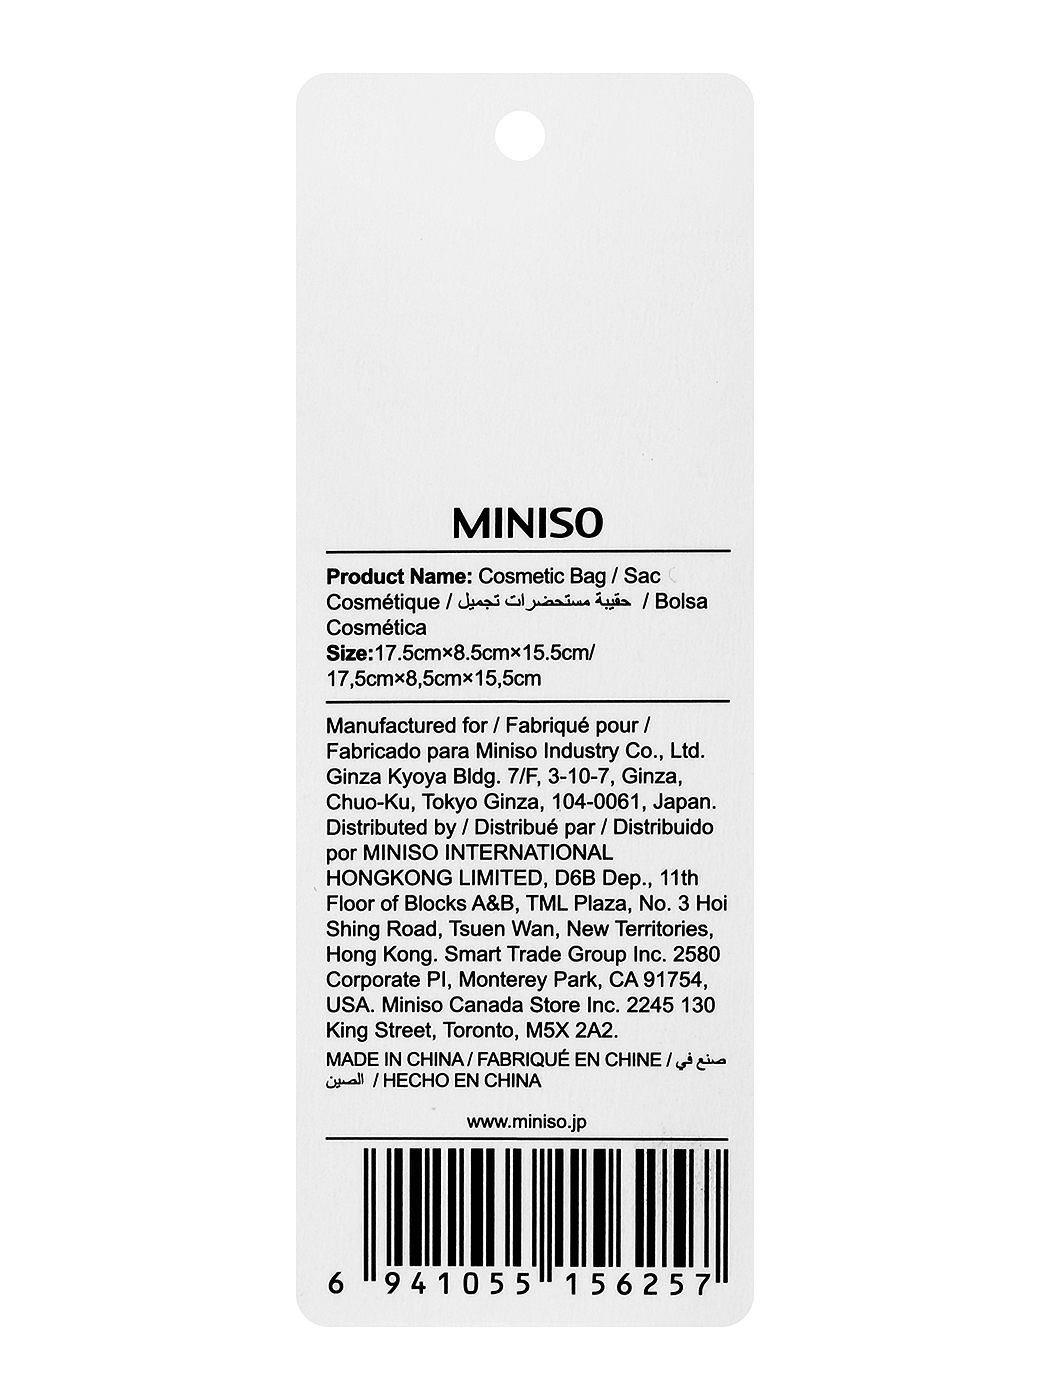 MINISO
Product Name: Cosmetic Bag / Sac
Cosmétique / حقيبة مستحضرات تجميل / Bolsa
Cosmética
Size:17.5cm×8.5cm×15.5cm/
17,5cm×8,5cm×15,5cm
Manufactured for / Fabriqué pour /
Fabricado para Miniso Industry Co., Ltd.
Ginza Kyoya Bldg. 7/F, 3-10-7, Ginza,
Chuo-Ku, Tokyo Ginza, 104-0061, Japan.
Distributed by / Distribué par / Distribuido
por MINISO INTERNATIONAL
HONGKONG LIMITED, D6B Dep., 11th
Floor of Blocks A&B, TML Plaza, No. 3 Hoi
Shing Road, Tsuen Wan, New Territories,
Hong Kong. Smart Trade Group Inc. 2580
Corporate Pl, Monterey Park, CA 91754,
USA. Miniso Canada Store Inc. 2245 130
King Street, Toronto, M5X 2A2.
MADE IN CHINA / FABRIQUÉ EN CHINE / صنع في
الصين / HECHO EN CHINA
www.miniso.jp
6 941055 156257